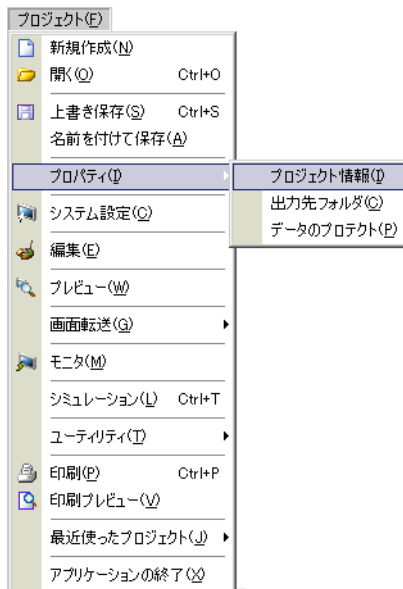 プロジェクト(F)
新規作成(N)
開く(O) Ctrl+O
上書き保存(S) Ctrl+S
名前を付けて保存(A)
プロパティ(I)
プロジェクト情報(I)
出力先フォルダ(C)
データのプロテクト(P)
システム設定(C)
編集(E)
プレビュー(W)
画面転送(G)
モニタ(M)
シミュレーション(L) Ctrl+T
ユーティリティ(T)
印刷(P) Ctrl+P
印刷プレビュー(V)
最近使ったプロジェクト(J)
アプリケーションの終了(X)